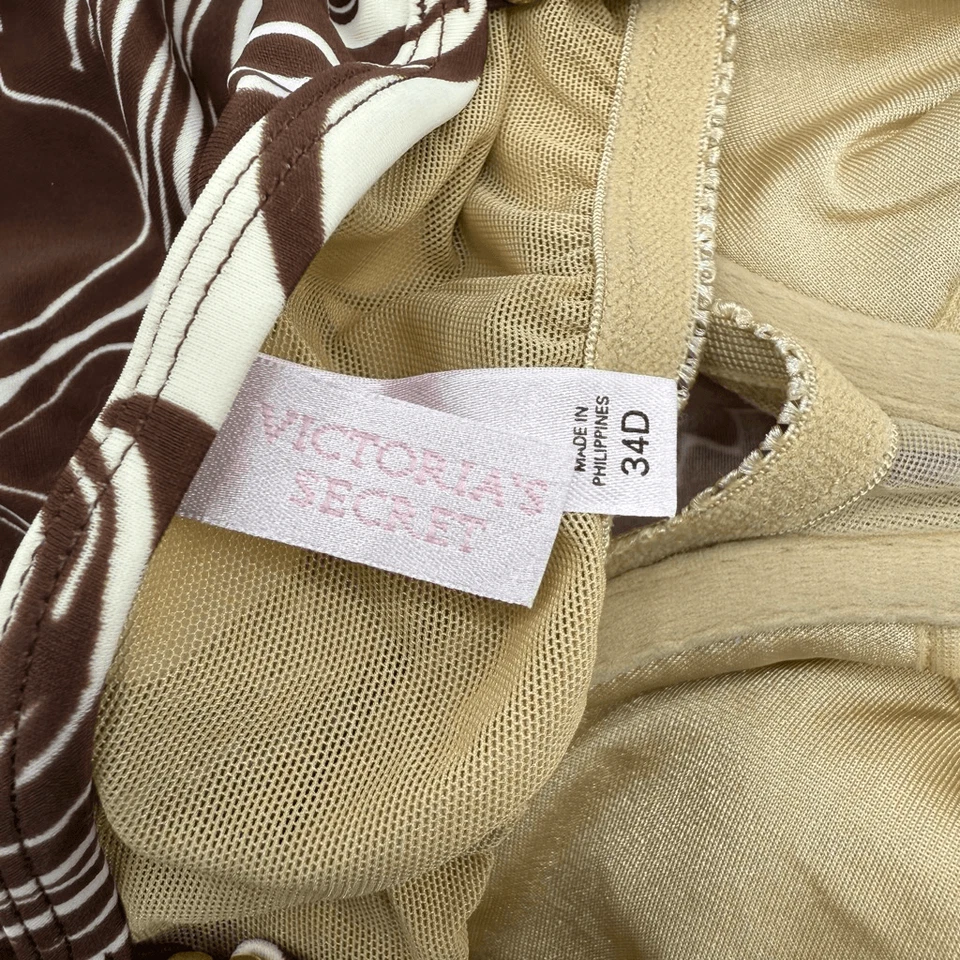 VICTORIA'S
SECRET
MADE IN
PHILIPPINES
34D